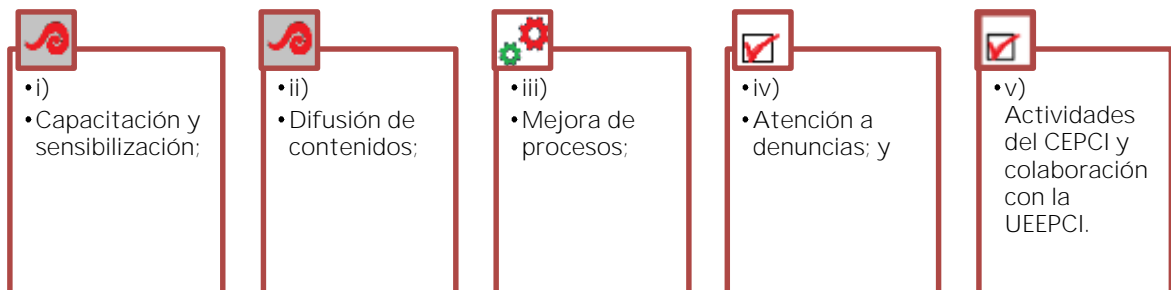 •i)
•Capacitación y
sensibilización;
•ii)
•Difusión de
contenidos;
•iii)
•Mejora de
procesos;
•iv)
•Atención a
denuncias; y
•v)
Actividades
del CEPCI y
colaboración
con la
UEEPCI.